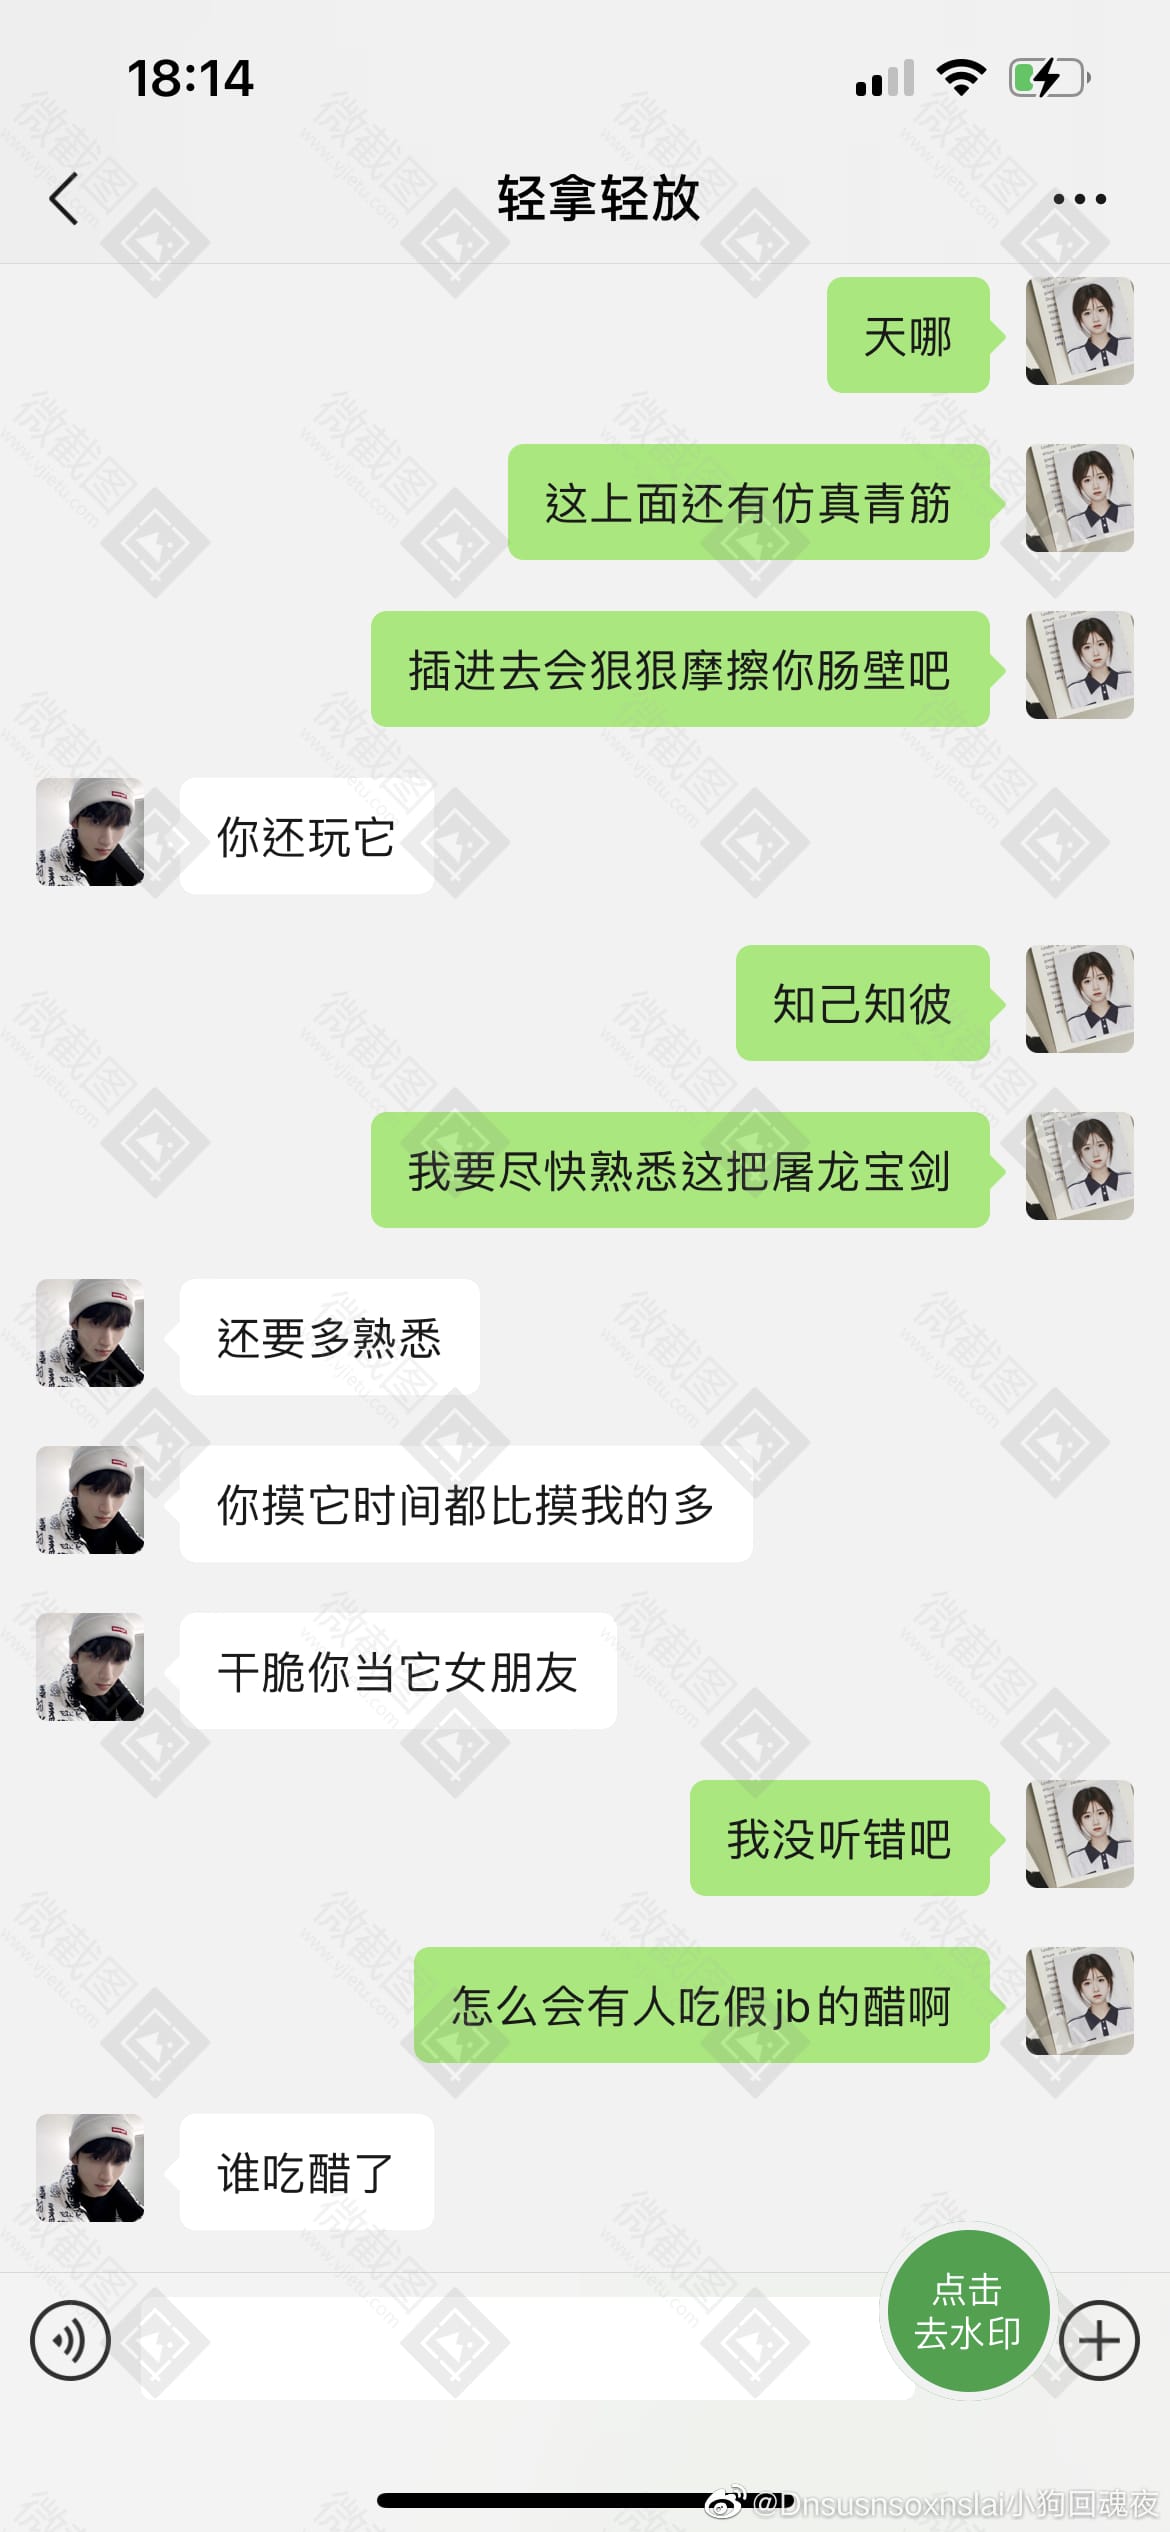 18:14
轻拿轻放
天哪
这上面还有仿真青筋
插进去会狠狠摩擦你肠壁吧
你还玩它
知己知彼
我要尽快熟悉这把屠龙宝剑
还要多熟悉
你摸它时间都比摸我的多
干脆你当它女朋友
我没听错吧
怎么会有人吃假jb的醋啊
谁吃醋了
点击
去水印
微截图
www.vjietu.com
@Dnsusnsoxnslai小狗回魂夜